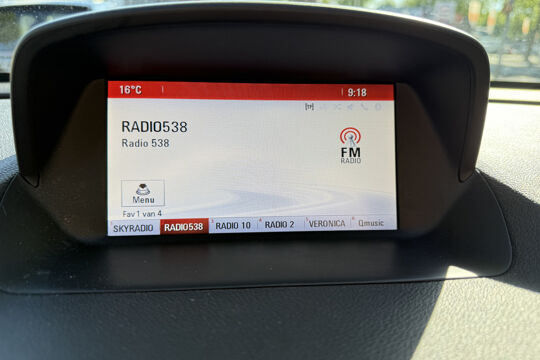 16°C 9:18
[TP]
RADIO538
Radio 538
FM
RADIO
Menu
Fav 1 van 4
SKYRADIO RADIO538 RADIO 10 RADIO 2 VERONICA Qmusic